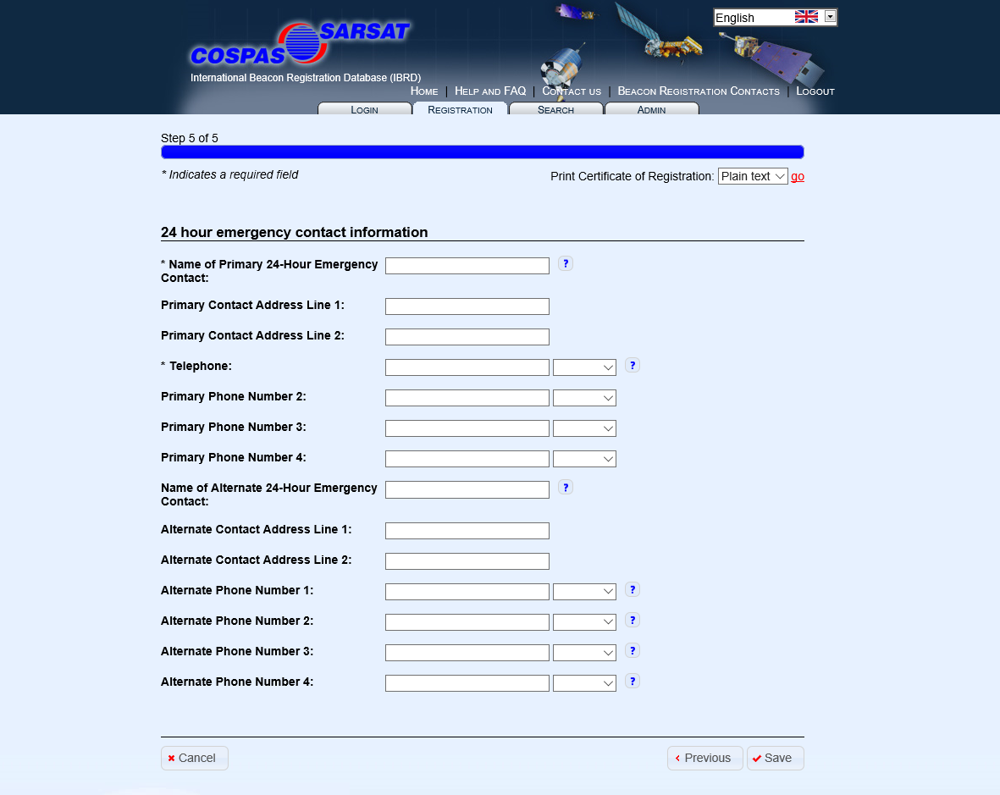 English
COSPAS SARSAT
International Beacon Registration Database (IBRD)
HOME | HELP AND FAQ | CONTACT US | BEACON REGISTRATION CONTACTS | LOGOUT
LOGIN REGISTRATION SEARCH ADMIN
Step 5 of 5
* Indicates a required field
Print Certificate of Registration: Plain text go
24 hour emergency contact information
* Name of Primary 24-Hour Emergency
Contact:
?
Primary Contact Address Line 1:
Primary Contact Address Line 2:
* Telephone: ?
Primary Phone Number 2:
Primary Phone Number 3:
Primary Phone Number 4:
Name of Alternate 24-Hour Emergency
Contact:
?
Alternate Contact Address Line 1:
Alternate Contact Address Line 2:
Alternate Phone Number 1: ?
Alternate Phone Number 2: ?
Alternate Phone Number 3: ?
Alternate Phone Number 4: ?
Cancel Previous Save